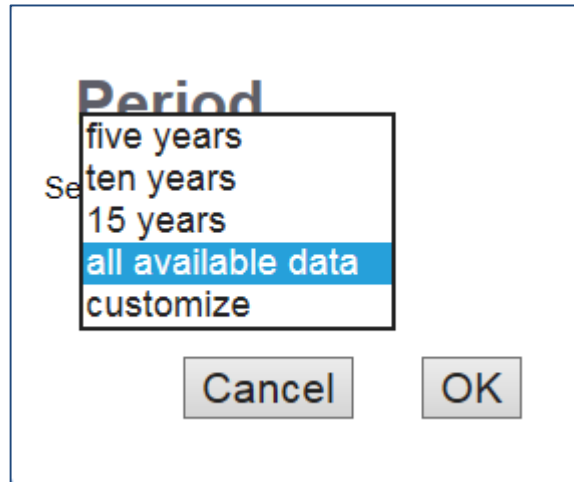 Period
five years
Se ten years
15 years
all available data
customize
Cancel OK